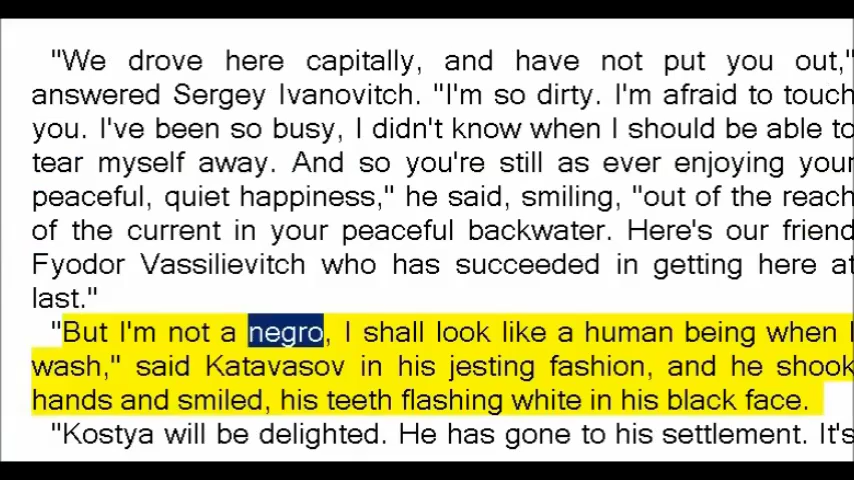 "We drove here capitally, and have not put you out,"
answered Sergey Ivanovitch. "I'm so dirty. I'm afraid to touch
you. I've been so busy, I didn't know when I should be able to
tear myself away. And so you're still as ever enjoying your
peaceful, quiet happiness," he said, smiling, "out of the reach
of the current in your peaceful backwater. Here's our friend
Fyodor Vassilievitch who has succeeded in getting here at
last."
"But I'm not a negro, I shall look like a human being when I
wash," said Katavasov in his jesting fashion, and he shook
hands and smiled, his teeth flashing white in his black face.
"Kostya will be delighted. He has gone to his settlement. It's